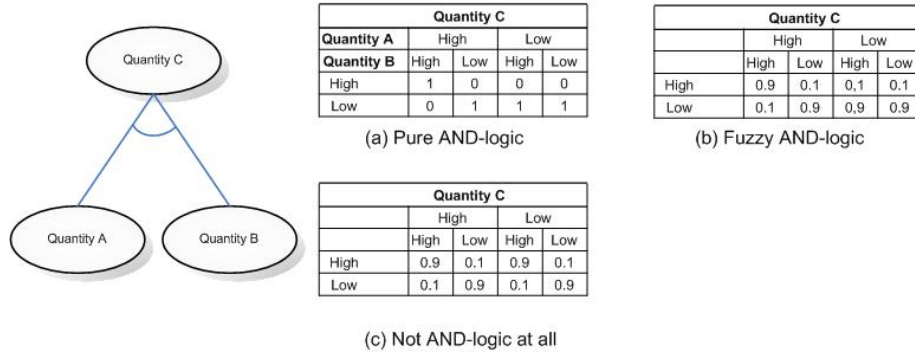 Quantity C
Quantity A
Quantity B
Quantity C
Quantity A High Low
Quantity B High Low High Low
High 1 0 0 0
Low 0 1 1 1
(a) Pure AND-logic
Quantity C
High Low
High Low High Low
High 0.9 0.1 0,1 0.1
Low 0.1 0.9 0,9 0.9
(b) Fuzzy AND-logic
Quantity C
High Low
High Low High Low
High 0.9 0.1 0.9 0.1
Low 0.1 0.9 0.1 0.9
(c) Not AND-logic at all